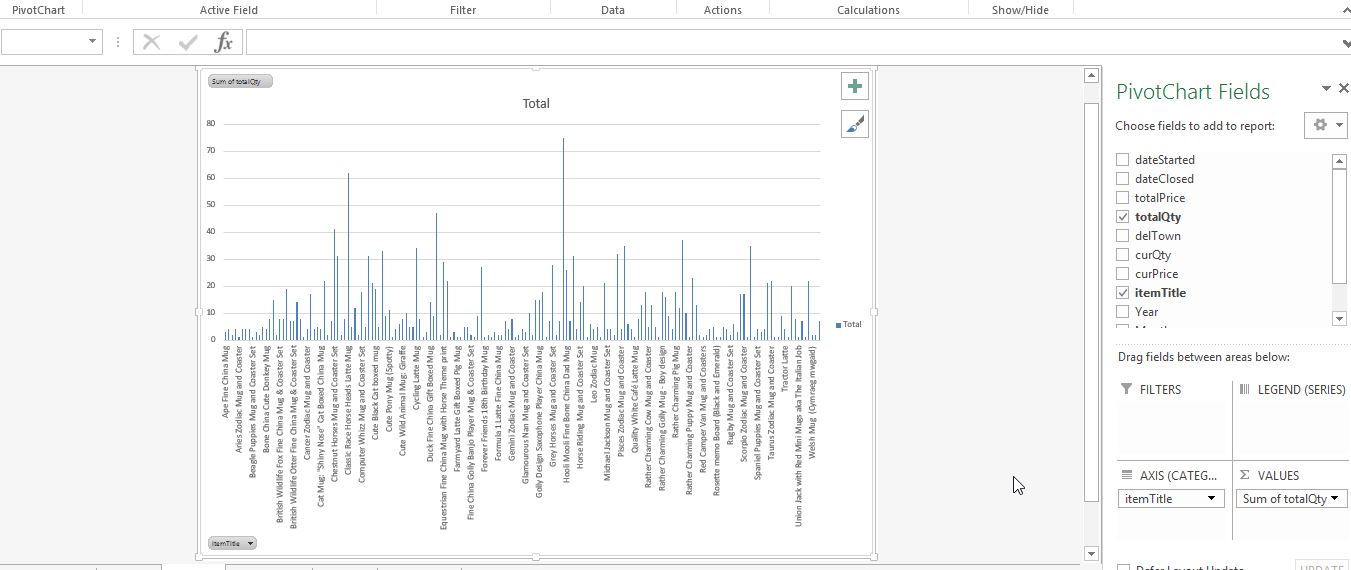 PivotChart Active Field Filter Data Actions Calculations Show/Hide
fx
Sum of totalQty
Total
80
70
60
50
40
30
20
10
0
Total
Ape Fine China Mug
Aries Zodiac Mug and Coaster
Beagle Puppies Mug and Coaster Set
Bone China Cute Donkey Mug
British Wildlife Fox Fine China Mug & Coaster Set
British Wildlife Otter Fine China Mug & Coaster Set
Cancer Zodiac Mug and Coaster
Cat Mug: "Shiny Nose" Cat Boxed China Mug
Chestnut Horses Mug and Coaster Set
Classic Race Horse Heads Latte Mug
Computer Whizz Mug and Coaster Set
Cute Black Cat boxed mug
Cute Pony Mug (Spotty)
Cute Wild Animal Mug: Giraffe
Cycling Latte Mug
Duck Fine China Gift Boxed Mug
Equestrian Fine China Mug with Horse Theme print
Farmyard Latte Gift Boxed Pig Mug
Fine China Golly Banjo Player Mug & Coaster Set
Forever Friends 18th Birthday Mug
Formula 1 Latte Fine China Mug
Gemini Zodiac Mug and Coaster
Glamourous Nan Mug and Coaster Set
Golly Design Saxophone Player China Mug
Grey Horses Mug and Coaster Set
Hooli Mooli Fine Bone China Dad Mug
Horse Riding Mug and Coaster Set
Leo Zodiac Mug
Michael Jackson Mug and Coaster Set
Pisces Zodiac Mug and Coaster
Quality White Café Latte Mug
Rather Charming Cow Mug and Coaster
Rather Charming Golly Mug - Boy design
Rather Charming Pig Mug
Rather Charming Puppy Mug and Coaster
Red Camper Van Mug and Coasters
Rosette memo Board (Black and Emerald)
Rugby Mug and Coaster Set
Scorpio Zodiac Mug and Coaster
Spaniel Puppies Mug and Coaster Set
Taurus Zodiac Mug and Coaster
Tractor Latte
Union Jack with Red Mini Mugs aka The Italian Job
Welsh Mug (Cymraeg mwgaid)
itemTitle
PivotChart Fields
Choose fields to add to report:
dateStarted
dateClosed
totalPrice
totalQty
delTown
curQty
curPrice
itemTitle
Year
Drag fields between areas below:
FILTERS LEGEND (SERIES)
AXIS (CATEG... Σ VALUES
itemTitle Sum of totalQty
Defer Layout Update UPDATE